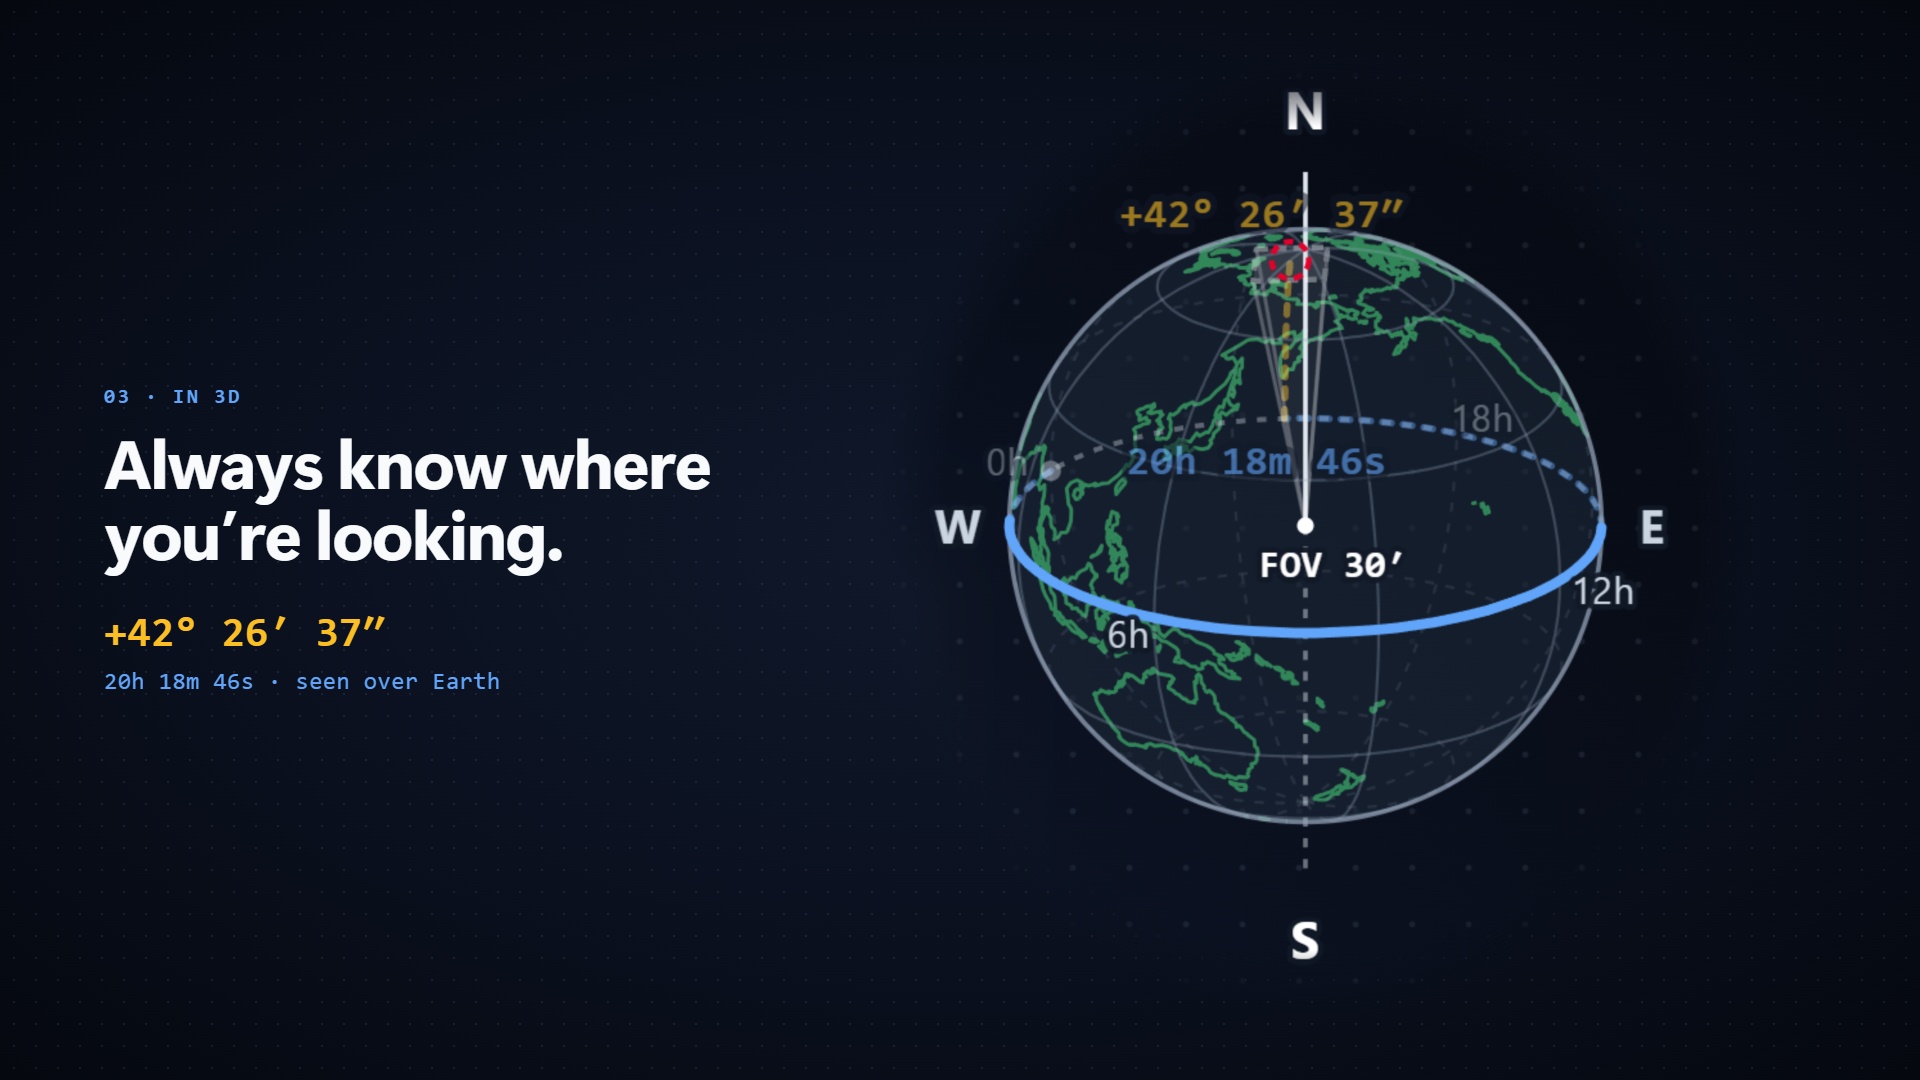 03 · IN 3D
Always know where
you’re looking.
+42° 26′ 37″
20h 18m 46s · seen over Earth
N
+42° 26′ 37″
18h
0h
20h 18m 46s
W
E
FOV 30′
12h
6h
S